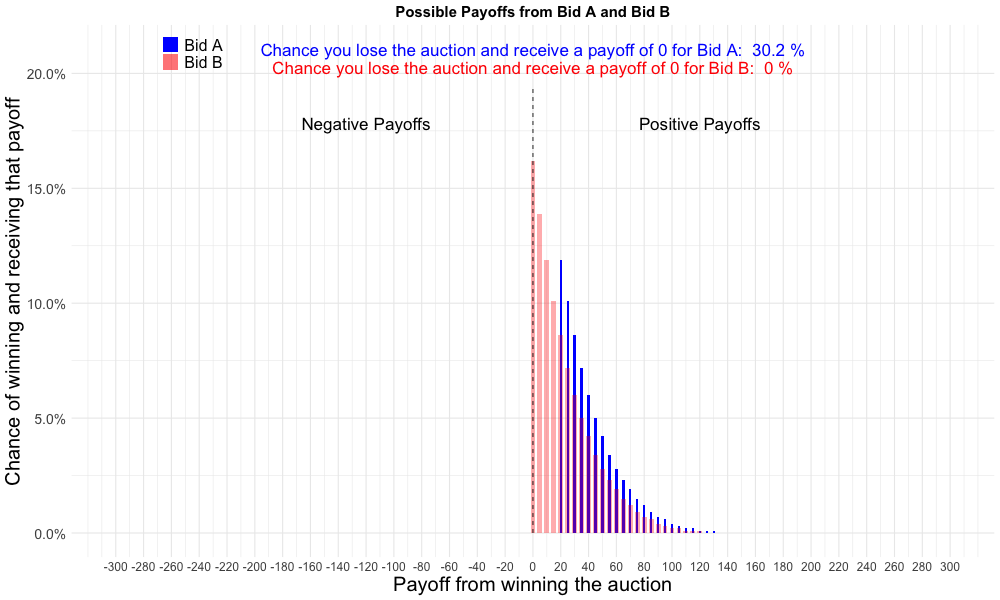 Possible Payoffs from Bid A and Bid B
Bid A
Bid B
Chance you lose the auction and receive a payoff of 0 for Bid A:  30.2 %
Chance you lose the auction and receive a payoff of 0 for Bid B:  0 %
Negative Payoffs
Positive Payoffs
Chance of winning and receiving that payoff
20.0%
15.0%
10.0%
5.0%
0.0%
-300 -280 -260 -240 -220 -200 -180 -160 -140 -120 -100 -80 -60 -40 -20 0 20 40 60 80 100 120 140 160 180 200 220 240 260 280 300
Payoff from winning the auction